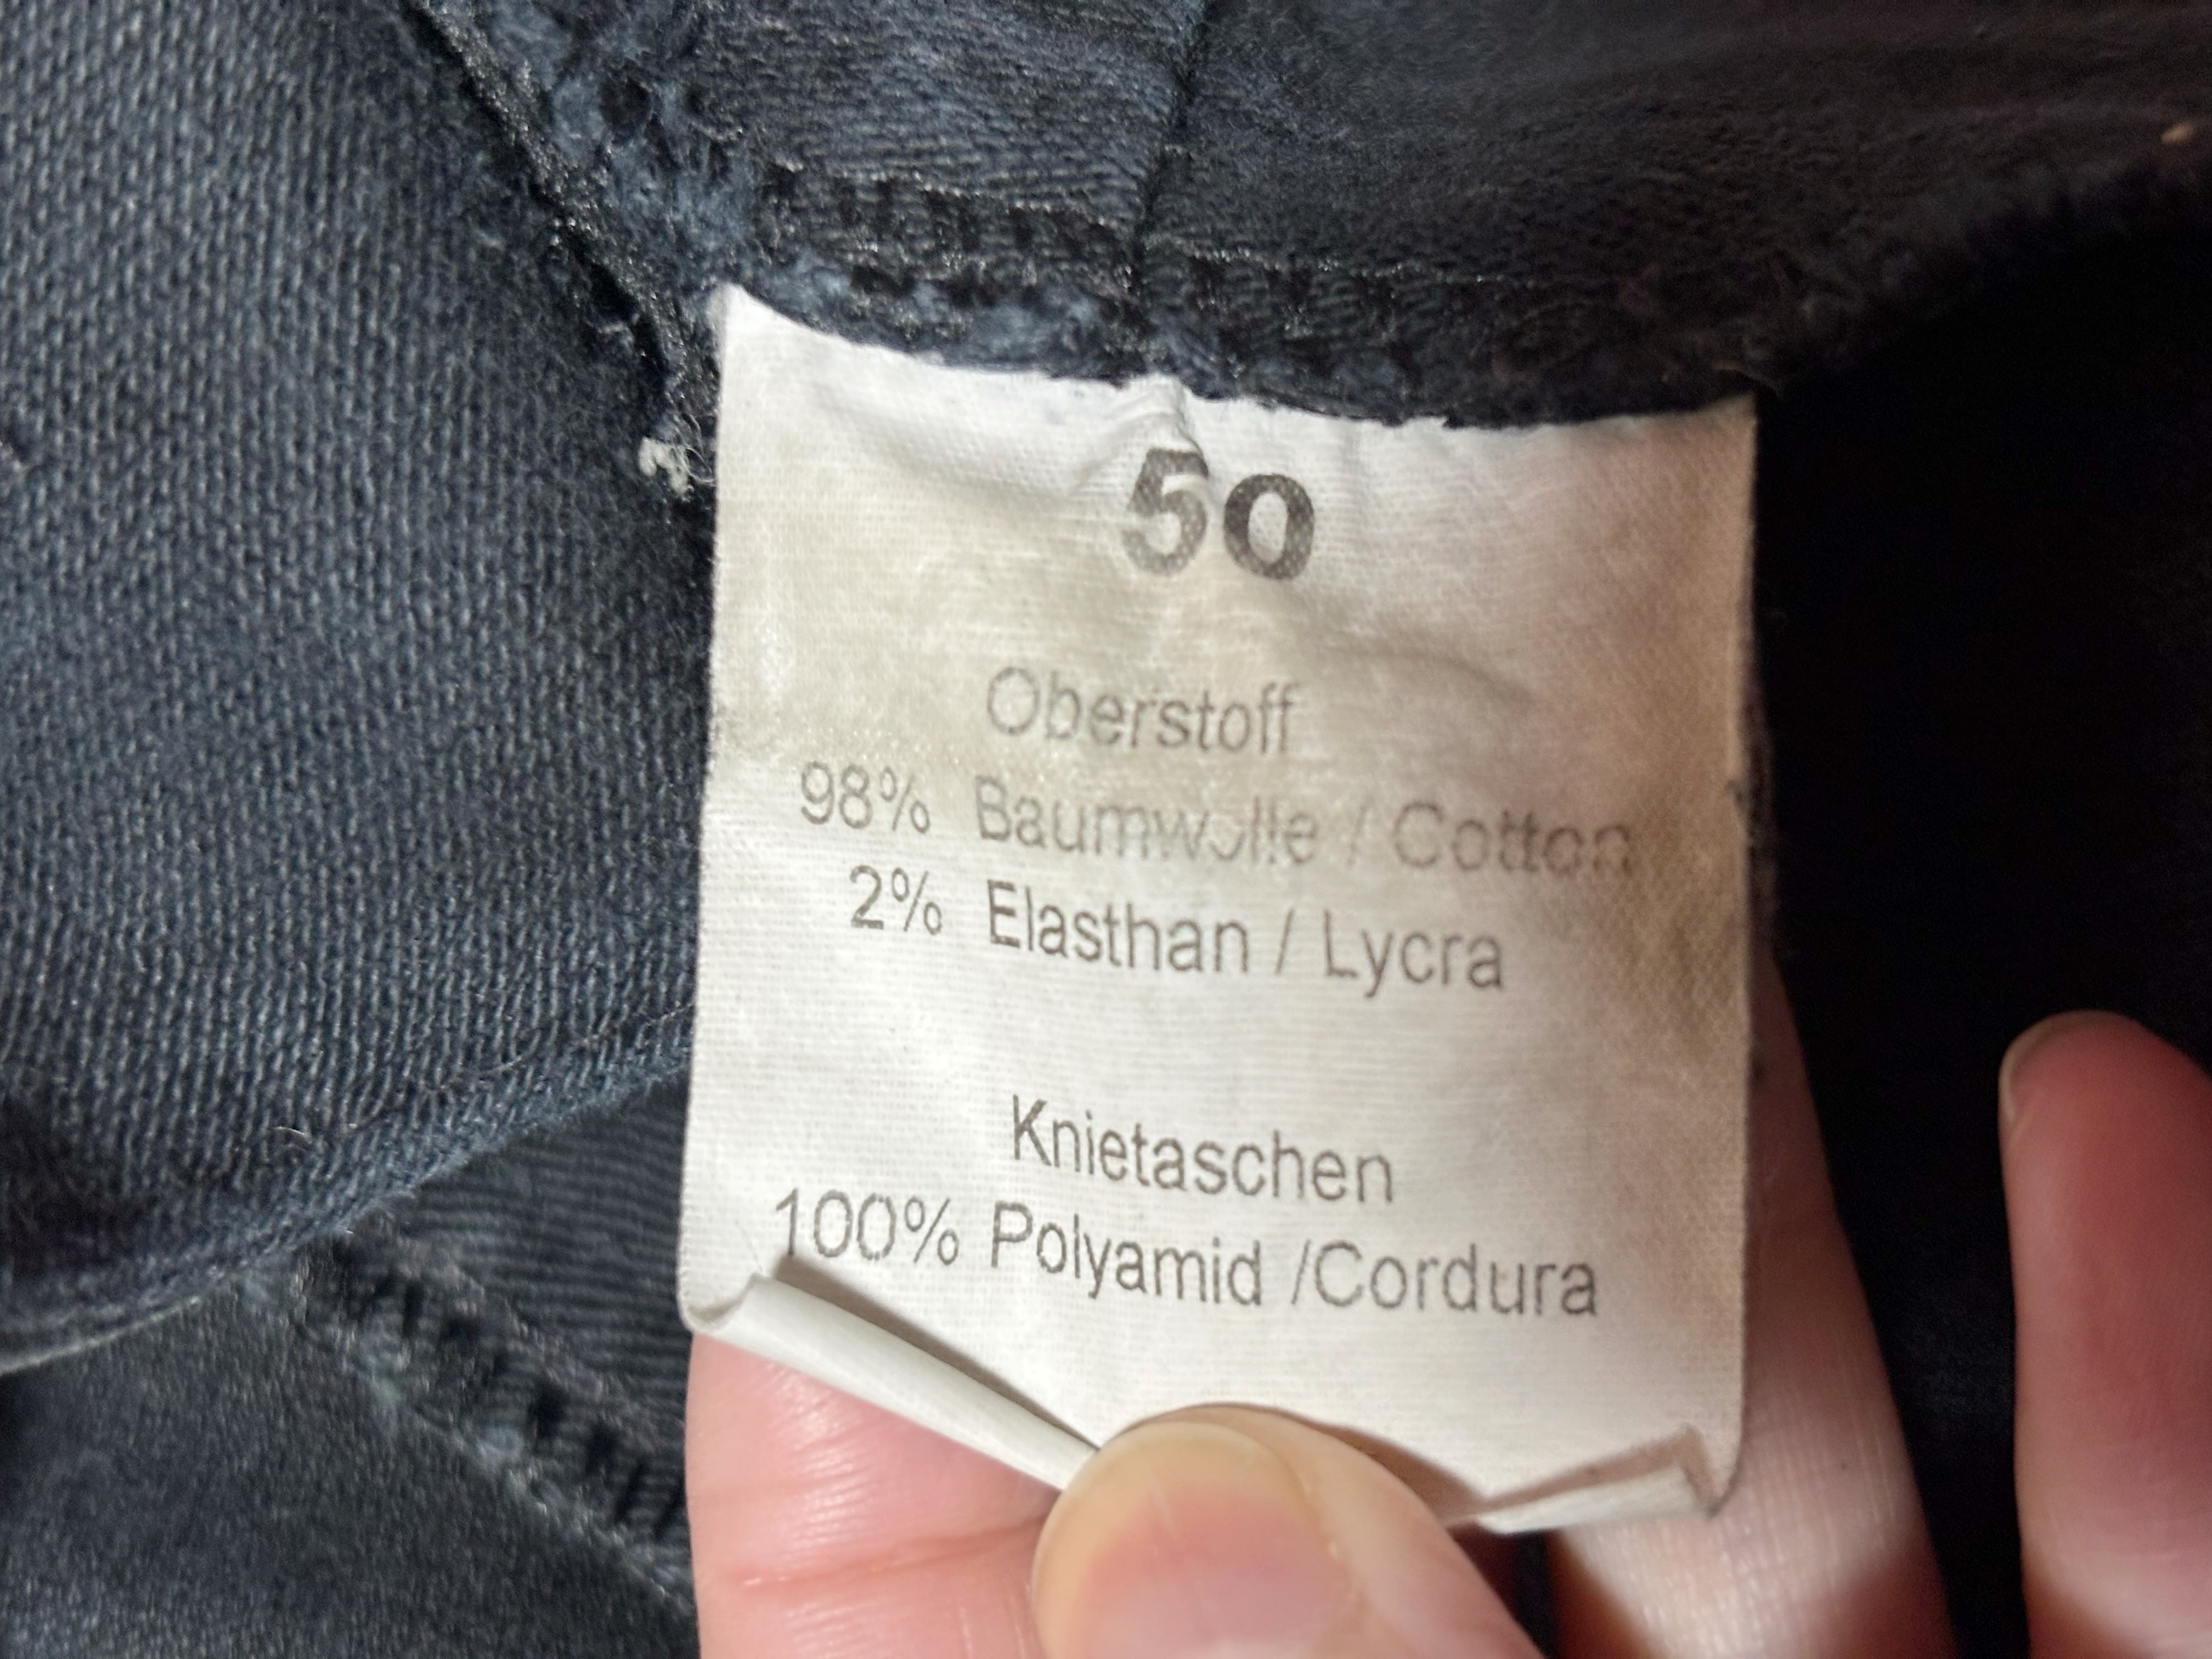 50
Oberstoff
98% Baumwolle / Cotton
2% Elasthan / Lycra
Knietaschen
100% Polyamid /Cordura